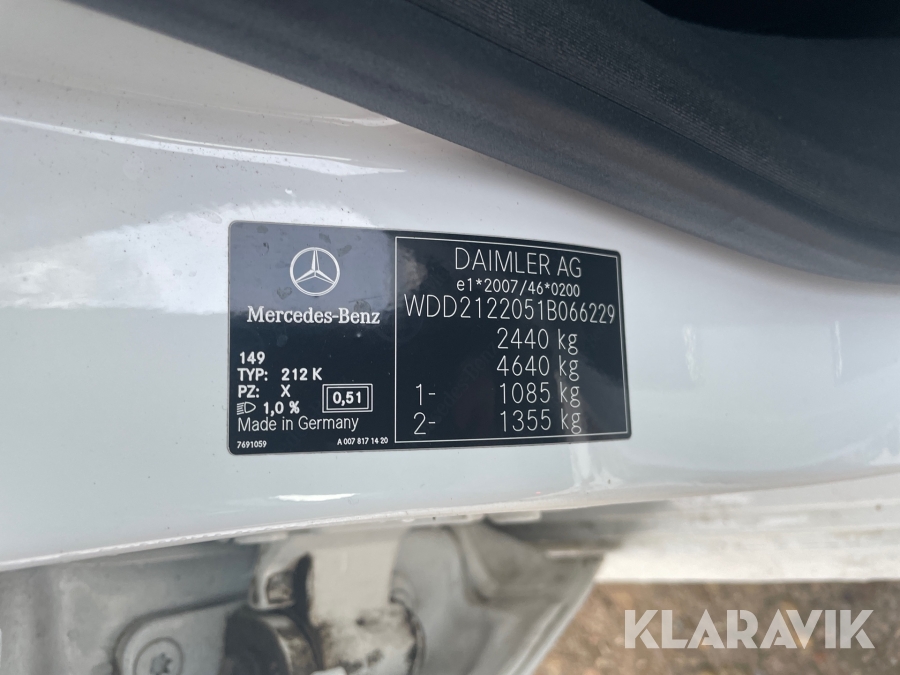 Mercedes-Benz
149
TYP: 212 K
PZ: X
1,0 %
0,51
Made in Germany
7691059
A 007 817 14 20
DAIMLER AG
e1*2007/46*0200
WDD2122051B066229
2440 kg
4640 kg
1- 1085 kg
2- 1355 kg
KLARAVIK